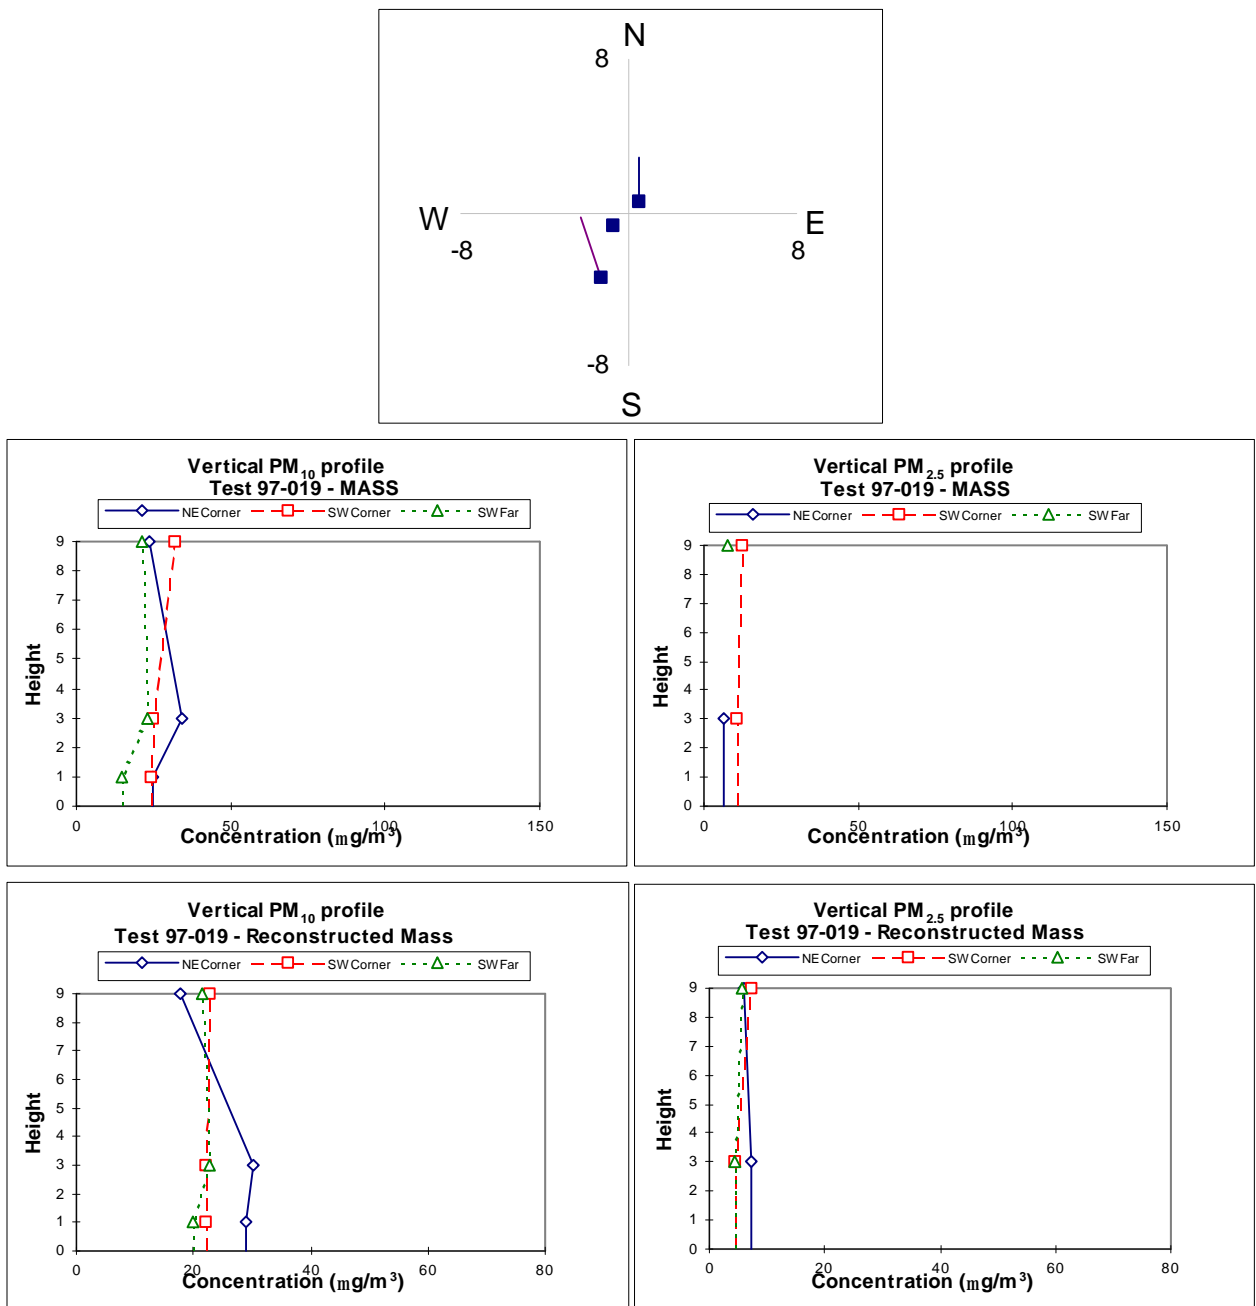 N
8
W
E
-8
8
-8
S
Vertical PM10 profile
Test 97-019 - MASS
NE Corner SW Corner SW Far
9
8
7
6
5
4
3
2
1
0
Height
0 50 100 150
Concentration (mg/m3)
Vertical PM2.5 profile
Test 97-019 - MASS
NE Corner SW Corner SW Far
9
8
7
6
5
4
3
2
1
0
Height
0 50 100 150
Concentration (mg/m3)
Vertical PM10 profile
Test 97-019 - Reconstructed Mass
NE Corner SW Corner SW Far
9
8
7
6
5
4
3
2
1
0
Height
0 20 40 60 80
Concentration (mg/m3)
Vertical PM2.5 profile
Test 97-019 - Reconstructed Mass
NE Corner SW Corner SW Far
9
8
7
6
5
4
3
2
1
0
Height
0 20 40 60 80
Concentration (mg/m3)